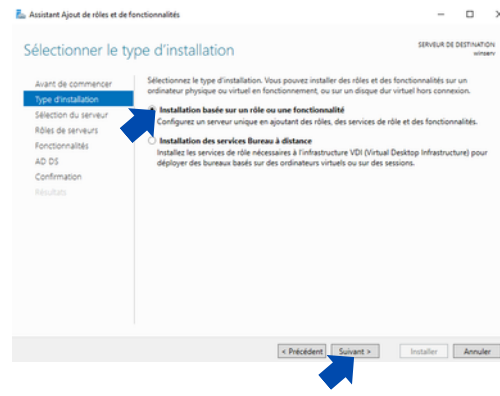 Assistant Ajout de rôles et de fonctionnalités
Sélectionner le type d'installation
SERVEUR DE DESTINATION
winserv
Avant de commencer
Type d'installation
Sélection du serveur
Rôles de serveurs
Fonctionnalités
AD DS
Confirmation
Résultats
Sélectionnez le type d'installation. Vous pouvez installer des rôles et des fonctionnalités sur un
ordinateur physique ou virtuel en fonctionnement, ou sur un disque dur virtuel hors connexion.
Installation basée sur un rôle ou une fonctionnalité
Configurez un serveur unique en ajoutant des rôles, des services de rôle et des fonctionnalités.
Installation des services Bureau à distance
Installez les services de rôle nécessaires à l'infrastructure VDI (Virtual Desktop Infrastructure) pour
déployer des bureaux basés sur des ordinateurs virtuels ou sur des sessions.
< Précédent
Suivant >
Installer
Annuler